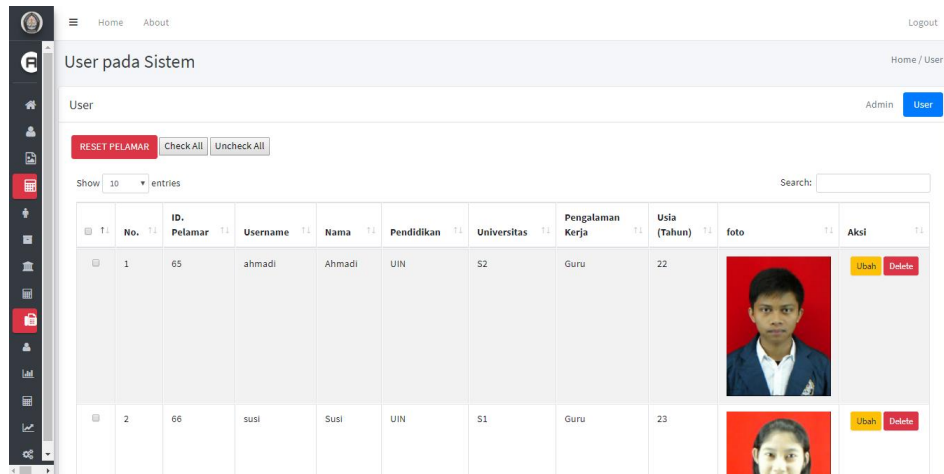 Home About Logout
User pada Sistem Home / User
User Admin User
RESET PELAMAR Check All Uncheck All
Show 10 entries Search:
No. ID. Pelamar Username Nama Pendidikan Universitas Pengalaman Kerja Usia (Tahun) foto Aksi
1 65 ahmadi Ahmadi UIN S2 Guru 22 Ubah Delete
2 66 susi Susi UIN S1 Guru 23 Ubah Delete